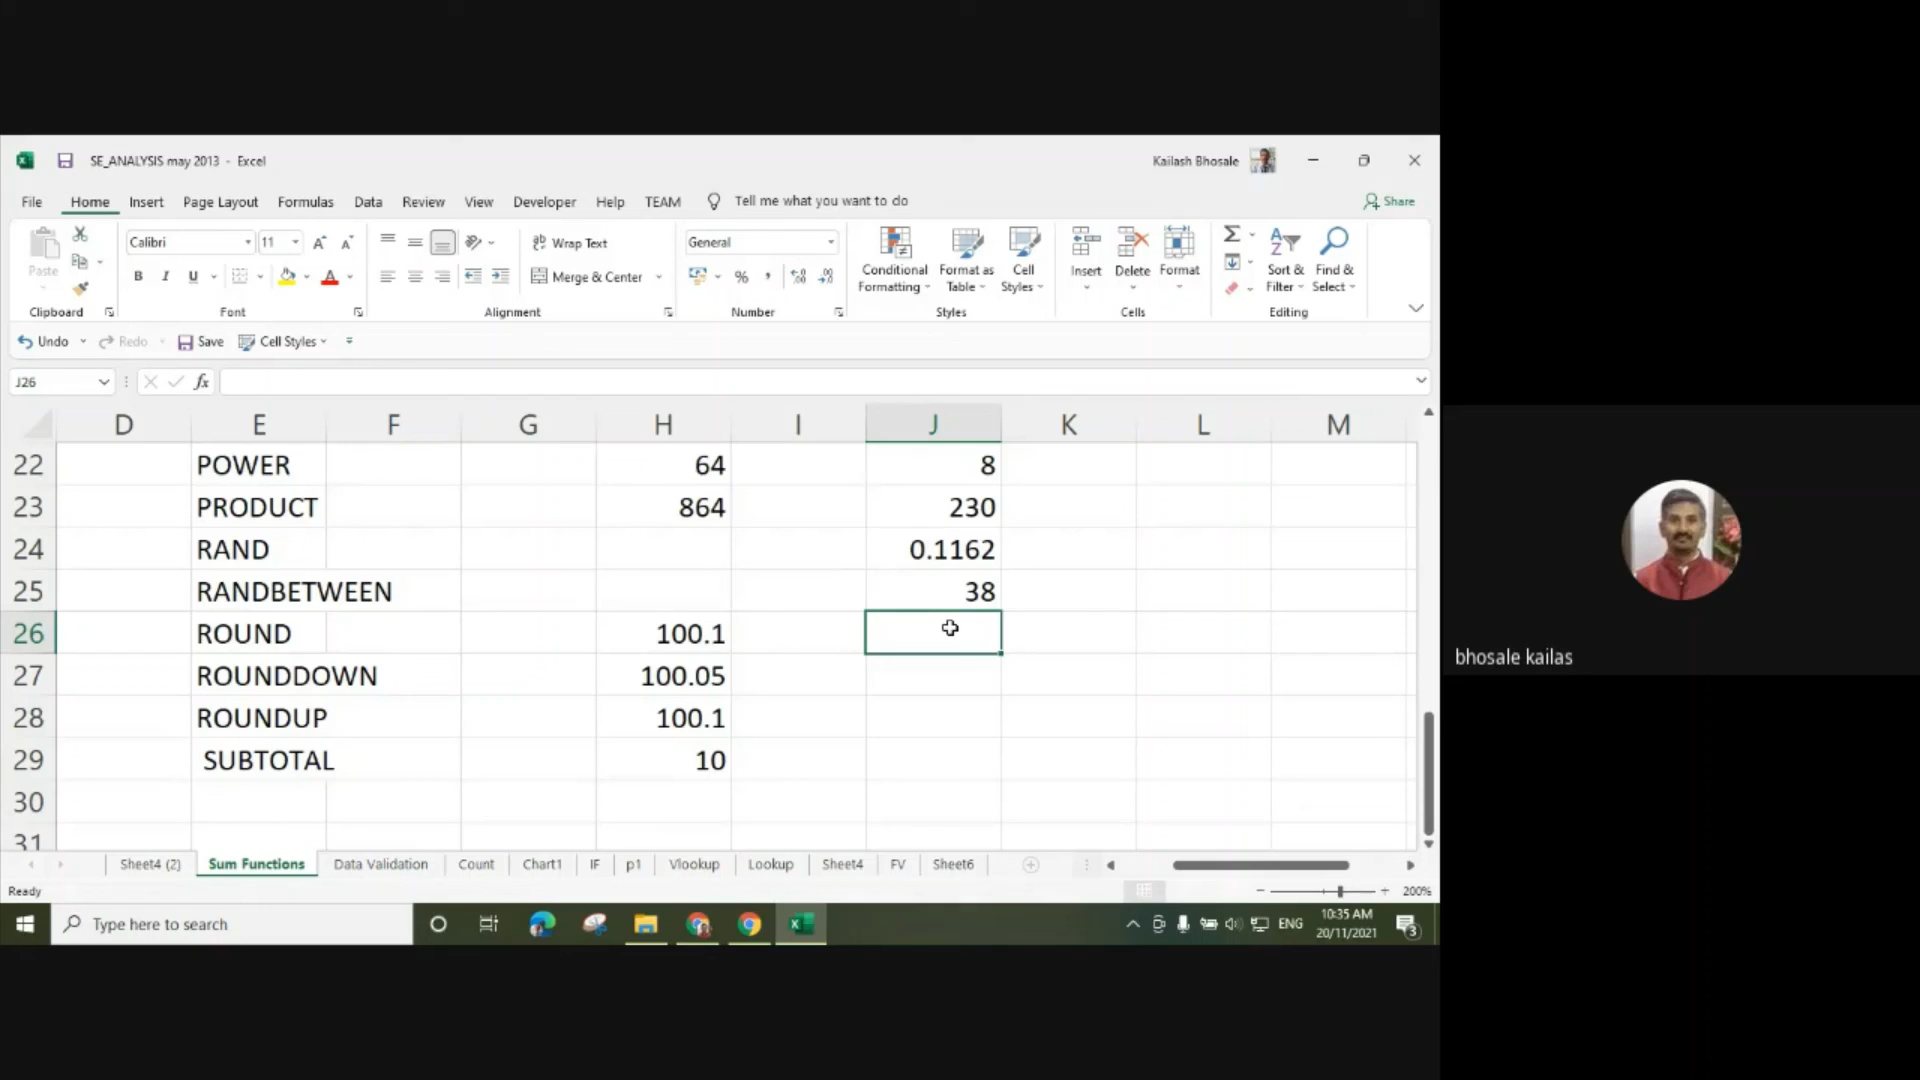 SE_ANALYSIS may 2013 - Excel
Kailash Bhosale
File Home Insert Page Layout Formulas Data Review View Developer Help TEAM Tell me what you want to do Share
Paste
Clipboard
Calibri 11
B I U
A
Font
Wrap Text
Merge & Center
Alignment
General
%
Number
Conditional Formatting
Format as Table
Cell Styles
Styles
Insert Delete Format
Cells
Sort & Filter
Find & Select
Editing
Undo Redo Save Cell Styles
J26 fx
D E F G H I J K L M
22 POWER 64 8
23 PRODUCT 864 230
24 RAND 0.1162
25 RANDBETWEEN 38
26 ROUND 100.1
27 ROUNDDOWN 100.05
28 ROUNDUP 100.1
29 SUBTOTAL 10
30
31
Sheet4 (2) Sum Functions Data Validation Count Chart1 IF p1 Vlookup Lookup Sheet4 FV Sheet6
Ready 200%
Type here to search
ENG
10:35 AM
20/11/2021
3
bhosale kailas